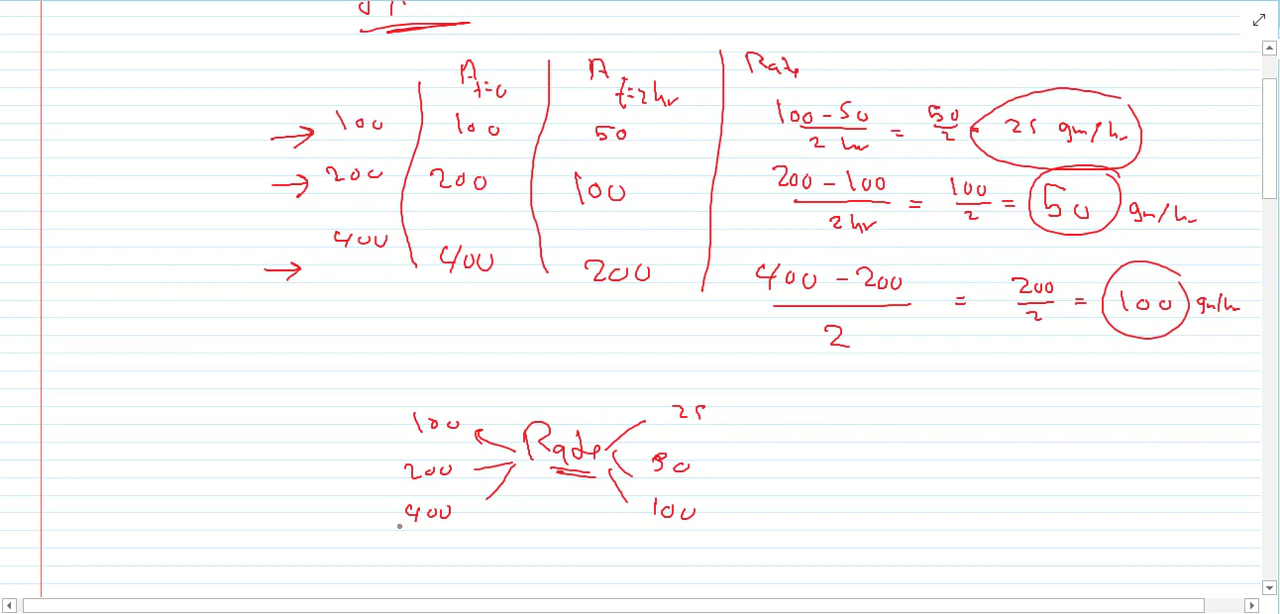 A t=0 A t=2hr Rate
100 100 50 100-50 / 2 hr = 50/2 = 25 gm/hr
200 200 100 200-100 / 2 hr = 100/2 = 50 gm/hr
400 400 200 400-200 / 2 = 200/2 = 100 gm/hr
100 25
200 Rate 50
400 100